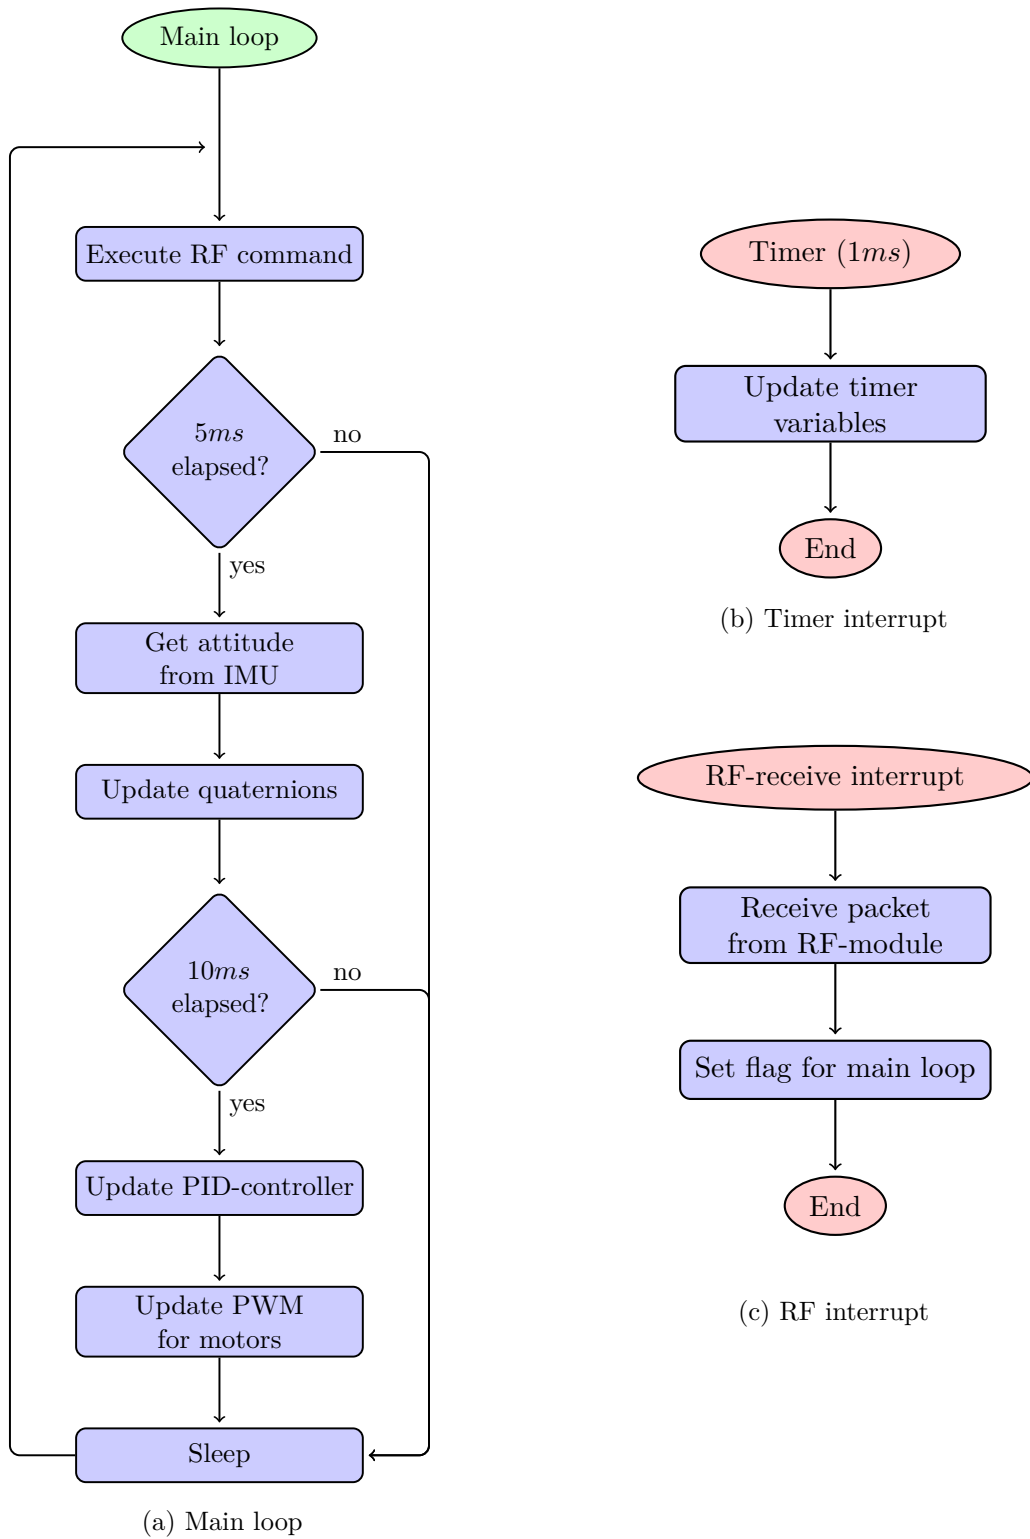 Main loop
Execute RF command
5ms
elapsed?
no
yes
Get attitude
from IMU
Update quaternions
10ms
elapsed?
no
yes
Update PID-controller
Update PWM
for motors
Sleep
(a) Main loop
Timer (1ms)
Update timer
variables
End
(b) Timer interrupt
RF-receive interrupt
Receive packet
from RF-module
Set flag for main loop
End
(c) RF interrupt